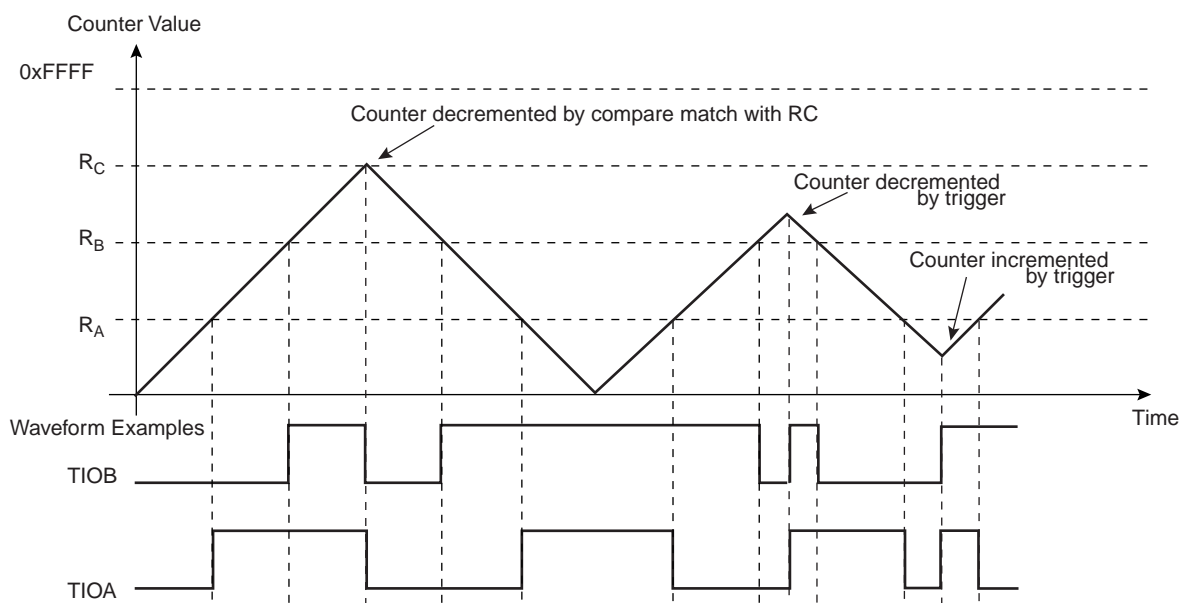 Counter Value
0xFFFF
Counter decremented by compare match with RC
RC
Counter decremented
by trigger
RB
Counter incremented
by trigger
RA
Time
Waveform Examples
TIOB
TIOA